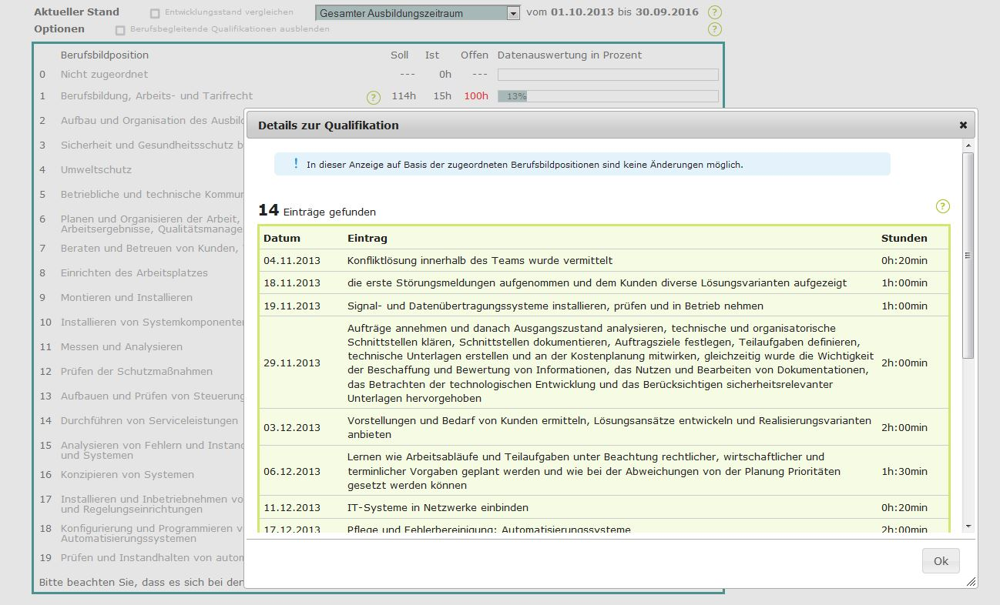 Aktueller Stand Entwicklungsstand vergleichen Gesamter Ausbildungszeitraum vom 01.10.2013 bis 30.09.2016 ?
Optionen Berufsbegleitende Qualifikationen ausblenden ?
Berufsbildposition Soll Ist Offen Datenauswertung in Prozent
0 Nicht zugeordnet --- 0h ---
1 Berufsbildung, Arbeits- und Tarifrecht ? 114h 15h 100h 13%
2 Aufbau und Organisation des Ausbild
3 Sicherheit und Gesundheitsschutz b
4 Umweltschutz
5 Betriebliche und technische Kommun
6 Planen und Organisieren der Arbeit,
Arbeitsergebnisse, Qualitätsmanage
7 Beraten und Betreuen von Kunden,
8 Einrichten des Arbeitsplatzes
9 Montieren und Installieren
10 Installieren von Systemkomponenten
11 Messen und Analysieren
12 Prüfen der Schutzmaßnahmen
13 Aufbauen und Prüfen von Steuerung
14 Durchführen von Serviceleistungen
15 Analysieren von Fehlern und Instand
und Systemen
16 Konzipieren von Systemen
17 Installieren und Inbetriebnehmen vo
und Regelungseinrichtungen
18 Konfigurierung und Programmieren v
Automatisierungssystemen
19 Prüfen und Instandhalten von autom
Bitte beachten Sie, dass es sich bei den
Details zur Qualifikation
! In dieser Anzeige auf Basis der zugeordneten Berufsbildpositionen sind keine Änderungen möglich.
14 Einträge gefunden ?
Datum Eintrag Stunden
04.11.2013 Konfliktlösung innerhalb des Teams wurde vermittelt 0h:20min
18.11.2013 die erste Störungsmeldungen aufgenommen und dem Kunden diverse Lösungsvarianten aufgezeigt 1h:00min
19.11.2013 Signal- und Datenübertragungssysteme installieren, prüfen und in Betrieb nehmen 1h:00min
Aufträge annehmen und danach Ausgangszustand analysieren, technische und organisatorische
Schnittstellen klären, Schnittstellen dokumentieren, Auftragsziele festlegen, Teilaufgaben definieren,
technische Unterlagen erstellen und an der Kostenplanung mitwirken, gleichzeitig wurde die Wichtigkeit
29.11.2013 der Beschaffung und Bewertung von Informationen, das Nutzen und Bearbeiten von Dokumentationen, 2h:00min
das Betrachten der technologischen Entwicklung und das Berücksichtigen sicherheitsrelevanter
Unterlagen hervorgehoben
03.12.2013 Vorstellungen und Bedarf von Kunden ermitteln, Lösungsansätze entwickeln und Realisierungsvarianten 2h:00min
anbieten
Lernen wie Arbeitsabläufe und Teilaufgaben unter Beachtung rechtlicher, wirtschaftlicher und
06.12.2013 terminlicher Vorgaben geplant werden und wie bei der Abweichungen von der Planung Prioritäten 1h:30min
gesetzt werden können
11.12.2013 IT-Systeme in Netzwerke einbinden 0h:20min
17.12.2013 Pflege und Fehlerbereinigung: Automatisierungssysteme 2h:00min
Ok